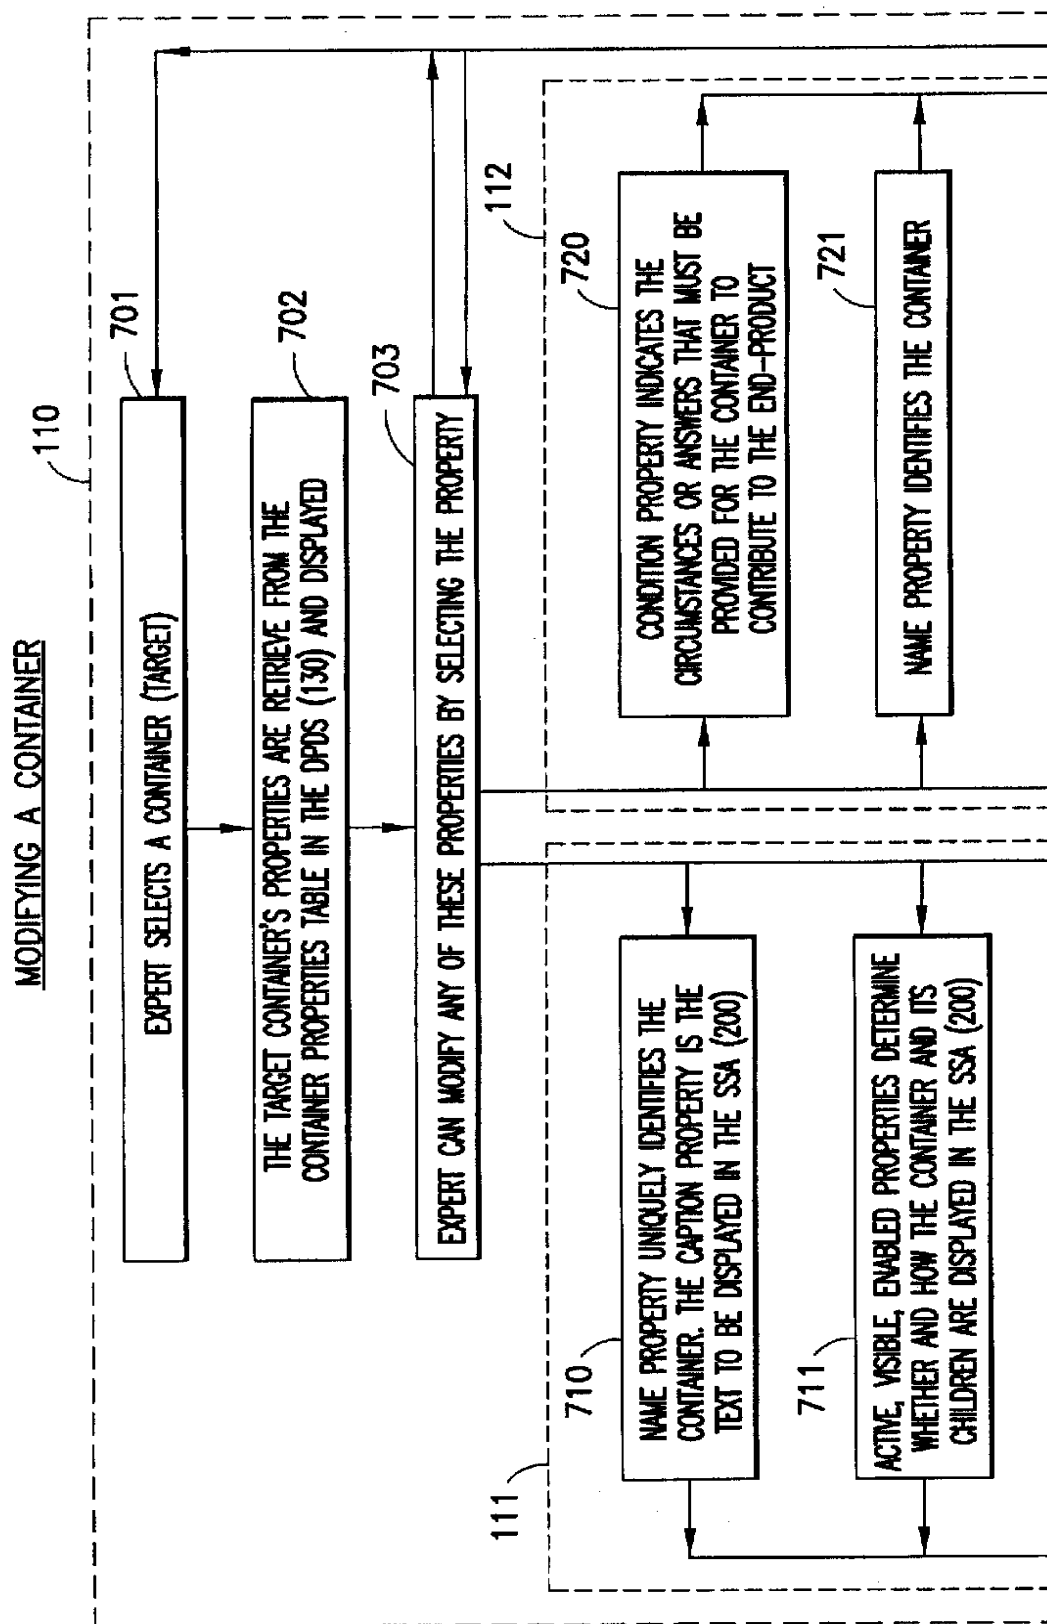 MODIFYING A CONTAINER
110
701
EXPERT SELECTS A CONTAINER (TARGET)
702
THE TARGET CONTAINER'S PROPERTIES ARE RETRIEVE FROM THE
CONTAINER PROPERTIES TABLE IN THE DPDS (130) AND DISPLAYED
703
EXPERT CAN MODIFY ANY OF THESE PROPERTIES BY SELECTING THE PROPERTY
111
710
NAME PROPERTY UNIQUELY IDENTIFIES THE
CONTAINER. THE CAPTION PROPERTY IS THE
TEXT TO BE DISPLAYED IN THE SSA (200)
711
ACTIVE, VISIBLE, ENABLED PROPERTIES DETERMINE
WHETHER AND HOW THE CONTAINER AND ITS
CHILDREN ARE DISPLAYED IN THE SSA (200)
112
720
CONDITION PROPERTY INDICATES THE
CIRCUMSTANCES OR ANSWERS THAT MUST BE
PROVIDED FOR THE CONTAINER TO
CONTRIBUTE TO THE END-PRODUCT
721
NAME PROPERTY IDENTIFIES THE CONTAINER